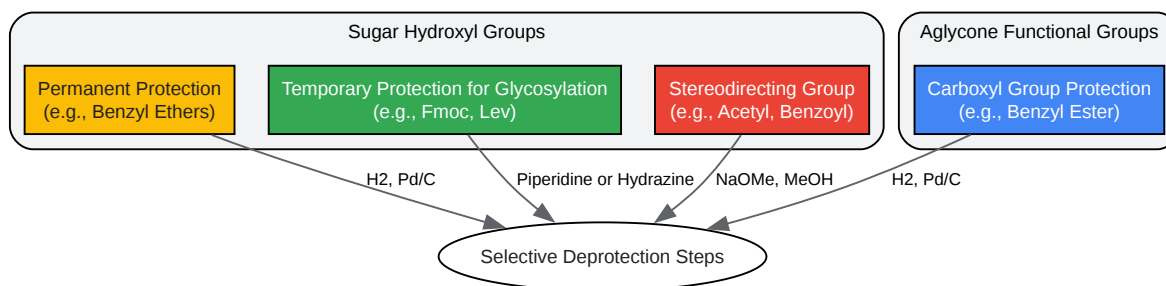 Sugar Hydroxyl Groups
Aglycone Functional Groups
Permanent Protection
(e.g., Benzyl Ethers)
Temporary Protection for Glycosylation
(e.g., Fmoc, Lev)
Stereodirecting Group
(e.g., Acetyl, Benzoyl)
Carboxyl Group Protection
(e.g., Benzyl Ester)
H2, Pd/C
Piperidine or Hydrazine
NaOMe, MeOH
H2, Pd/C
Selective Deprotection Steps